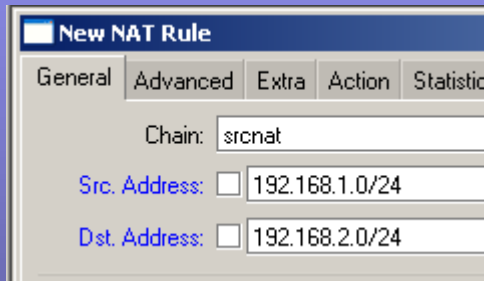 New NAT Rule
General Advanced Extra Action Statistic
Chain: srcnat
Src. Address: 192.168.1.0/24
Dst. Address: 192.168.2.0/24